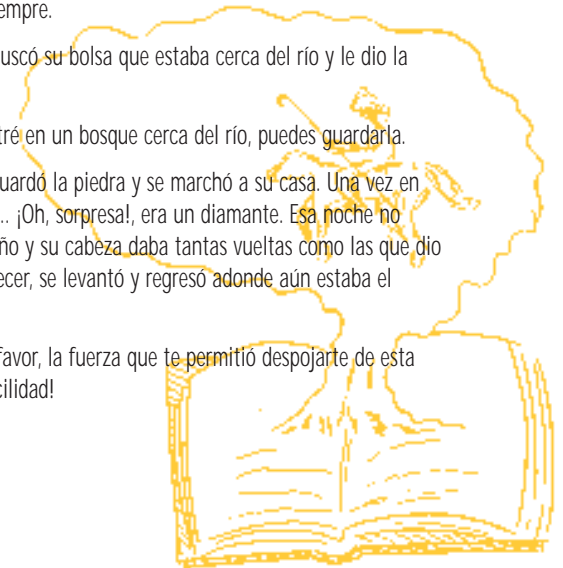 empre.
uscó su bolsa que estaba cerca del río y le dio la
tré en un bosque cerca del río, puedes guardarla.
uardó la piedra y se marchó a su casa. Una vez en
.. ¡Oh, sorpresa!, era un diamante. Esa noche no
ño y su cabeza daba tantas vueltas como las que dio
ecer, se levantó y regresó adonde aún estaba el
favor, la fuerza que te permitió despojarte de esta
cilidad!